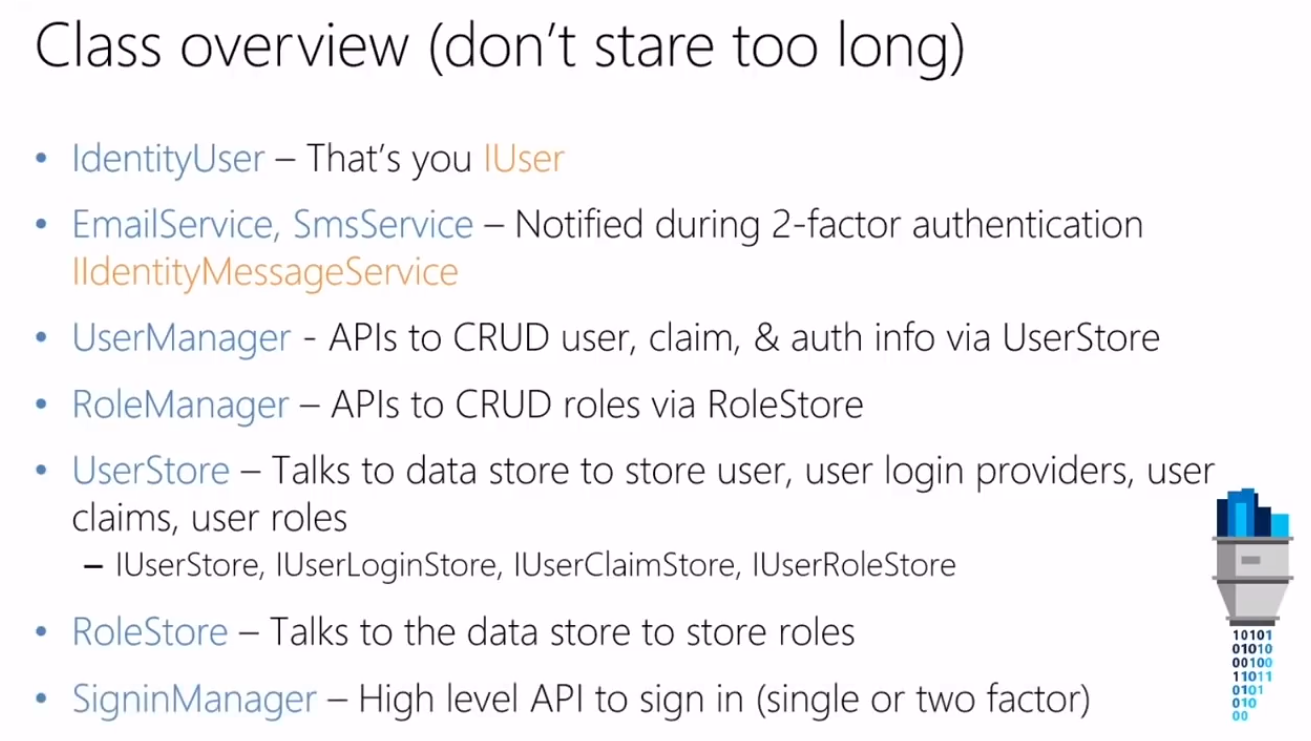 Class overview (don't stare too long)
• IdentityUser – That's you IUser
• EmailService, SmsService – Notified during 2-factor authentication
IIdentityMessageService
• UserManager - APIs to CRUD user, claim, & auth info via UserStore
• RoleManager – APIs to CRUD roles via RoleStore
• UserStore – Talks to data store to store user, user login providers, user
claims, user roles
– IUserStore, IUserLoginStore, IUserClaimStore, IUserRoleStore
• RoleStore – Talks to the data store to store roles
• SigninManager – High level API to sign in (single or two factor)
10101
01010
00100
11011
0101
010
00